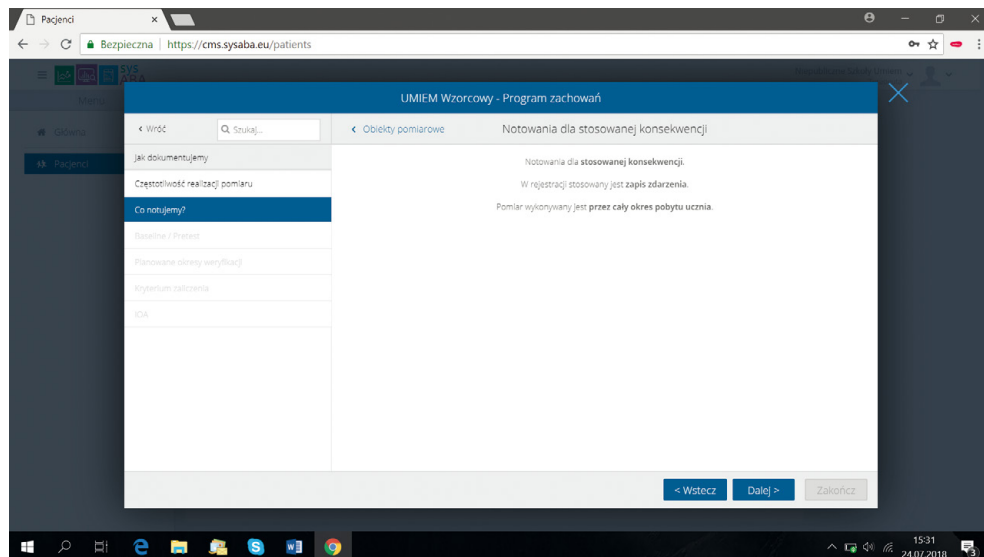 Pacjenci
Bezpieczna
https://cms.sysaba.eu/patients
SYS
ABA
Menu
Główna
Pacjenci
UMIEM Wzorcowy - Program zachowań
< Wróć
Szukaj...
Jak dokumentujemy
Częstotliwość realizacji pomiaru
Co notujemy?
Baseline / Pretest
Planowane okresy weryfikacji
Kryterium zaliczenia
IOA
< Obiekty pomiarowe
Notowania dla stosowanej konsekwencji
Notowania dla stosowanej konsekwencji.
W rejestracji stosowany jest zapis zdarzenia.
Pomiar wykonywany jest przez cały okres pobytu ucznia.
< Wstecz
Dalej >
Zakończ
15:31
24.07.2018